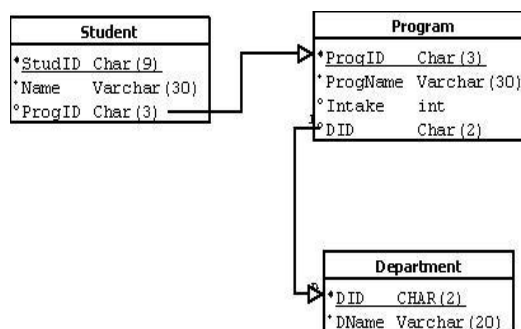 Student
*StudID Char(9)
*Name Varchar(30)
°ProgID Char(3)
Program
*ProgID Char(3)
*ProgName Varchar(30)
°Intake int
°DID Char(2)
Department
*DID CHAR(2)
*DName Varchar(20)